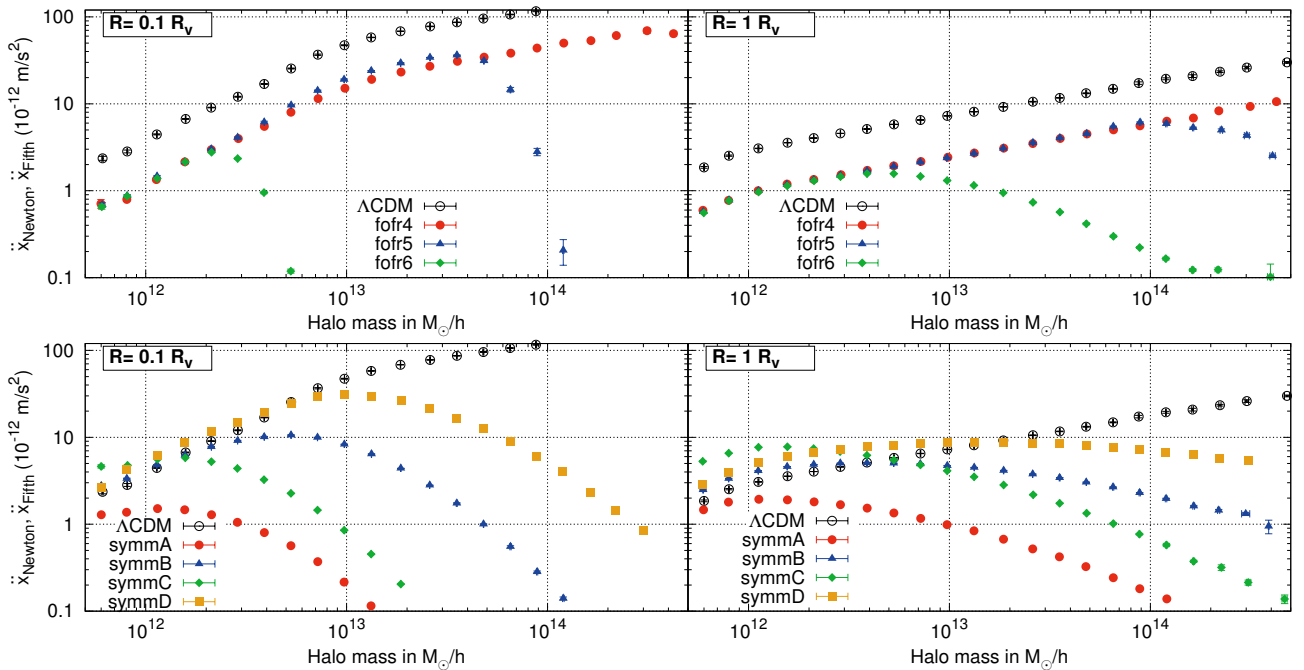 R= 0.1 R_v
R= 1 R_v
ẍ_Newton, ẍ_Fifth (10^-12 m/s^2)
100
10
1
0.1
ΛCDM
fofr4
fofr5
fofr6
ΛCDM
fofr4
fofr5
fofr6
10^12
10^13
10^14
10^12
10^13
10^14
Halo mass in M_⊙/h
Halo mass in M_⊙/h
R= 0.1 R_v
R= 1 R_v
ẍ_Newton, ẍ_Fifth (10^-12 m/s^2)
100
10
1
0.1
ΛCDM
symmA
symmB
symmC
symmD
ΛCDM
symmA
symmB
symmC
symmD
10^12
10^13
10^14
10^12
10^13
10^14
Halo mass in M_⊙/h
Halo mass in M_⊙/h